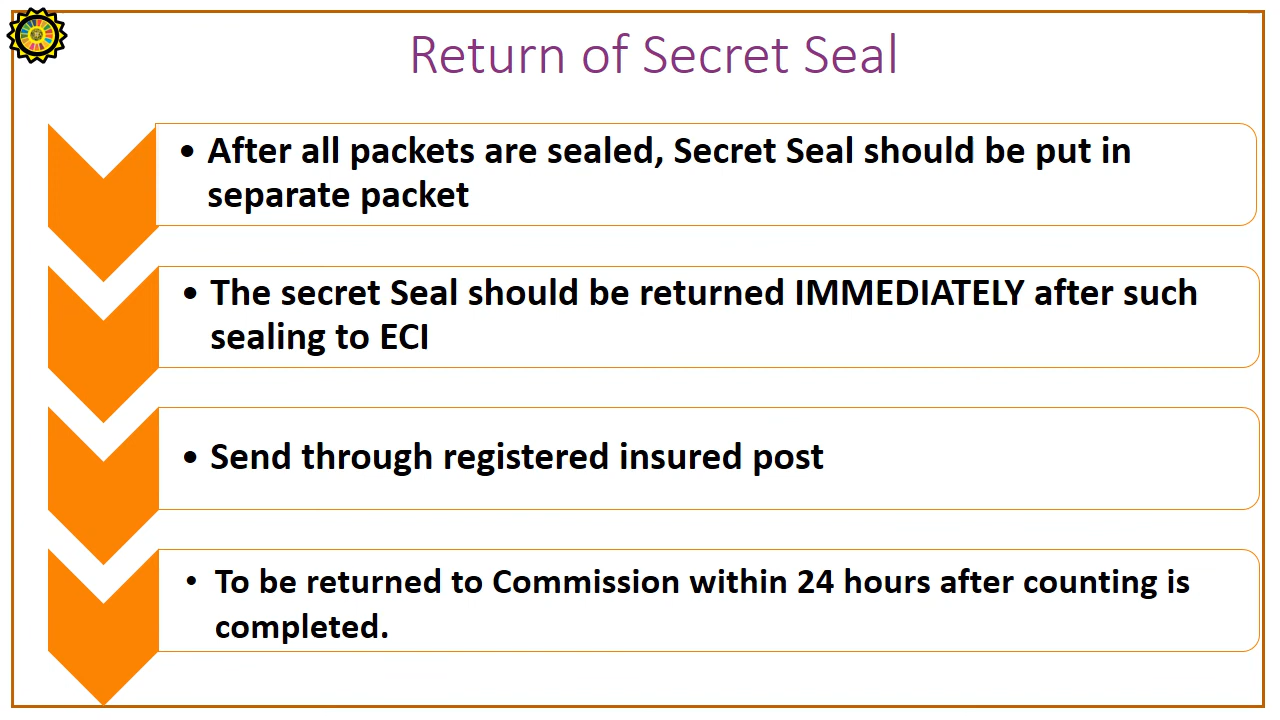 Return of Secret Seal
• After all packets are sealed, Secret Seal should be put in
separate packet
• The secret Seal should be returned IMMEDIATELY after such
sealing to ECI
• Send through registered insured post
• To be returned to Commission within 24 hours after counting is
completed.